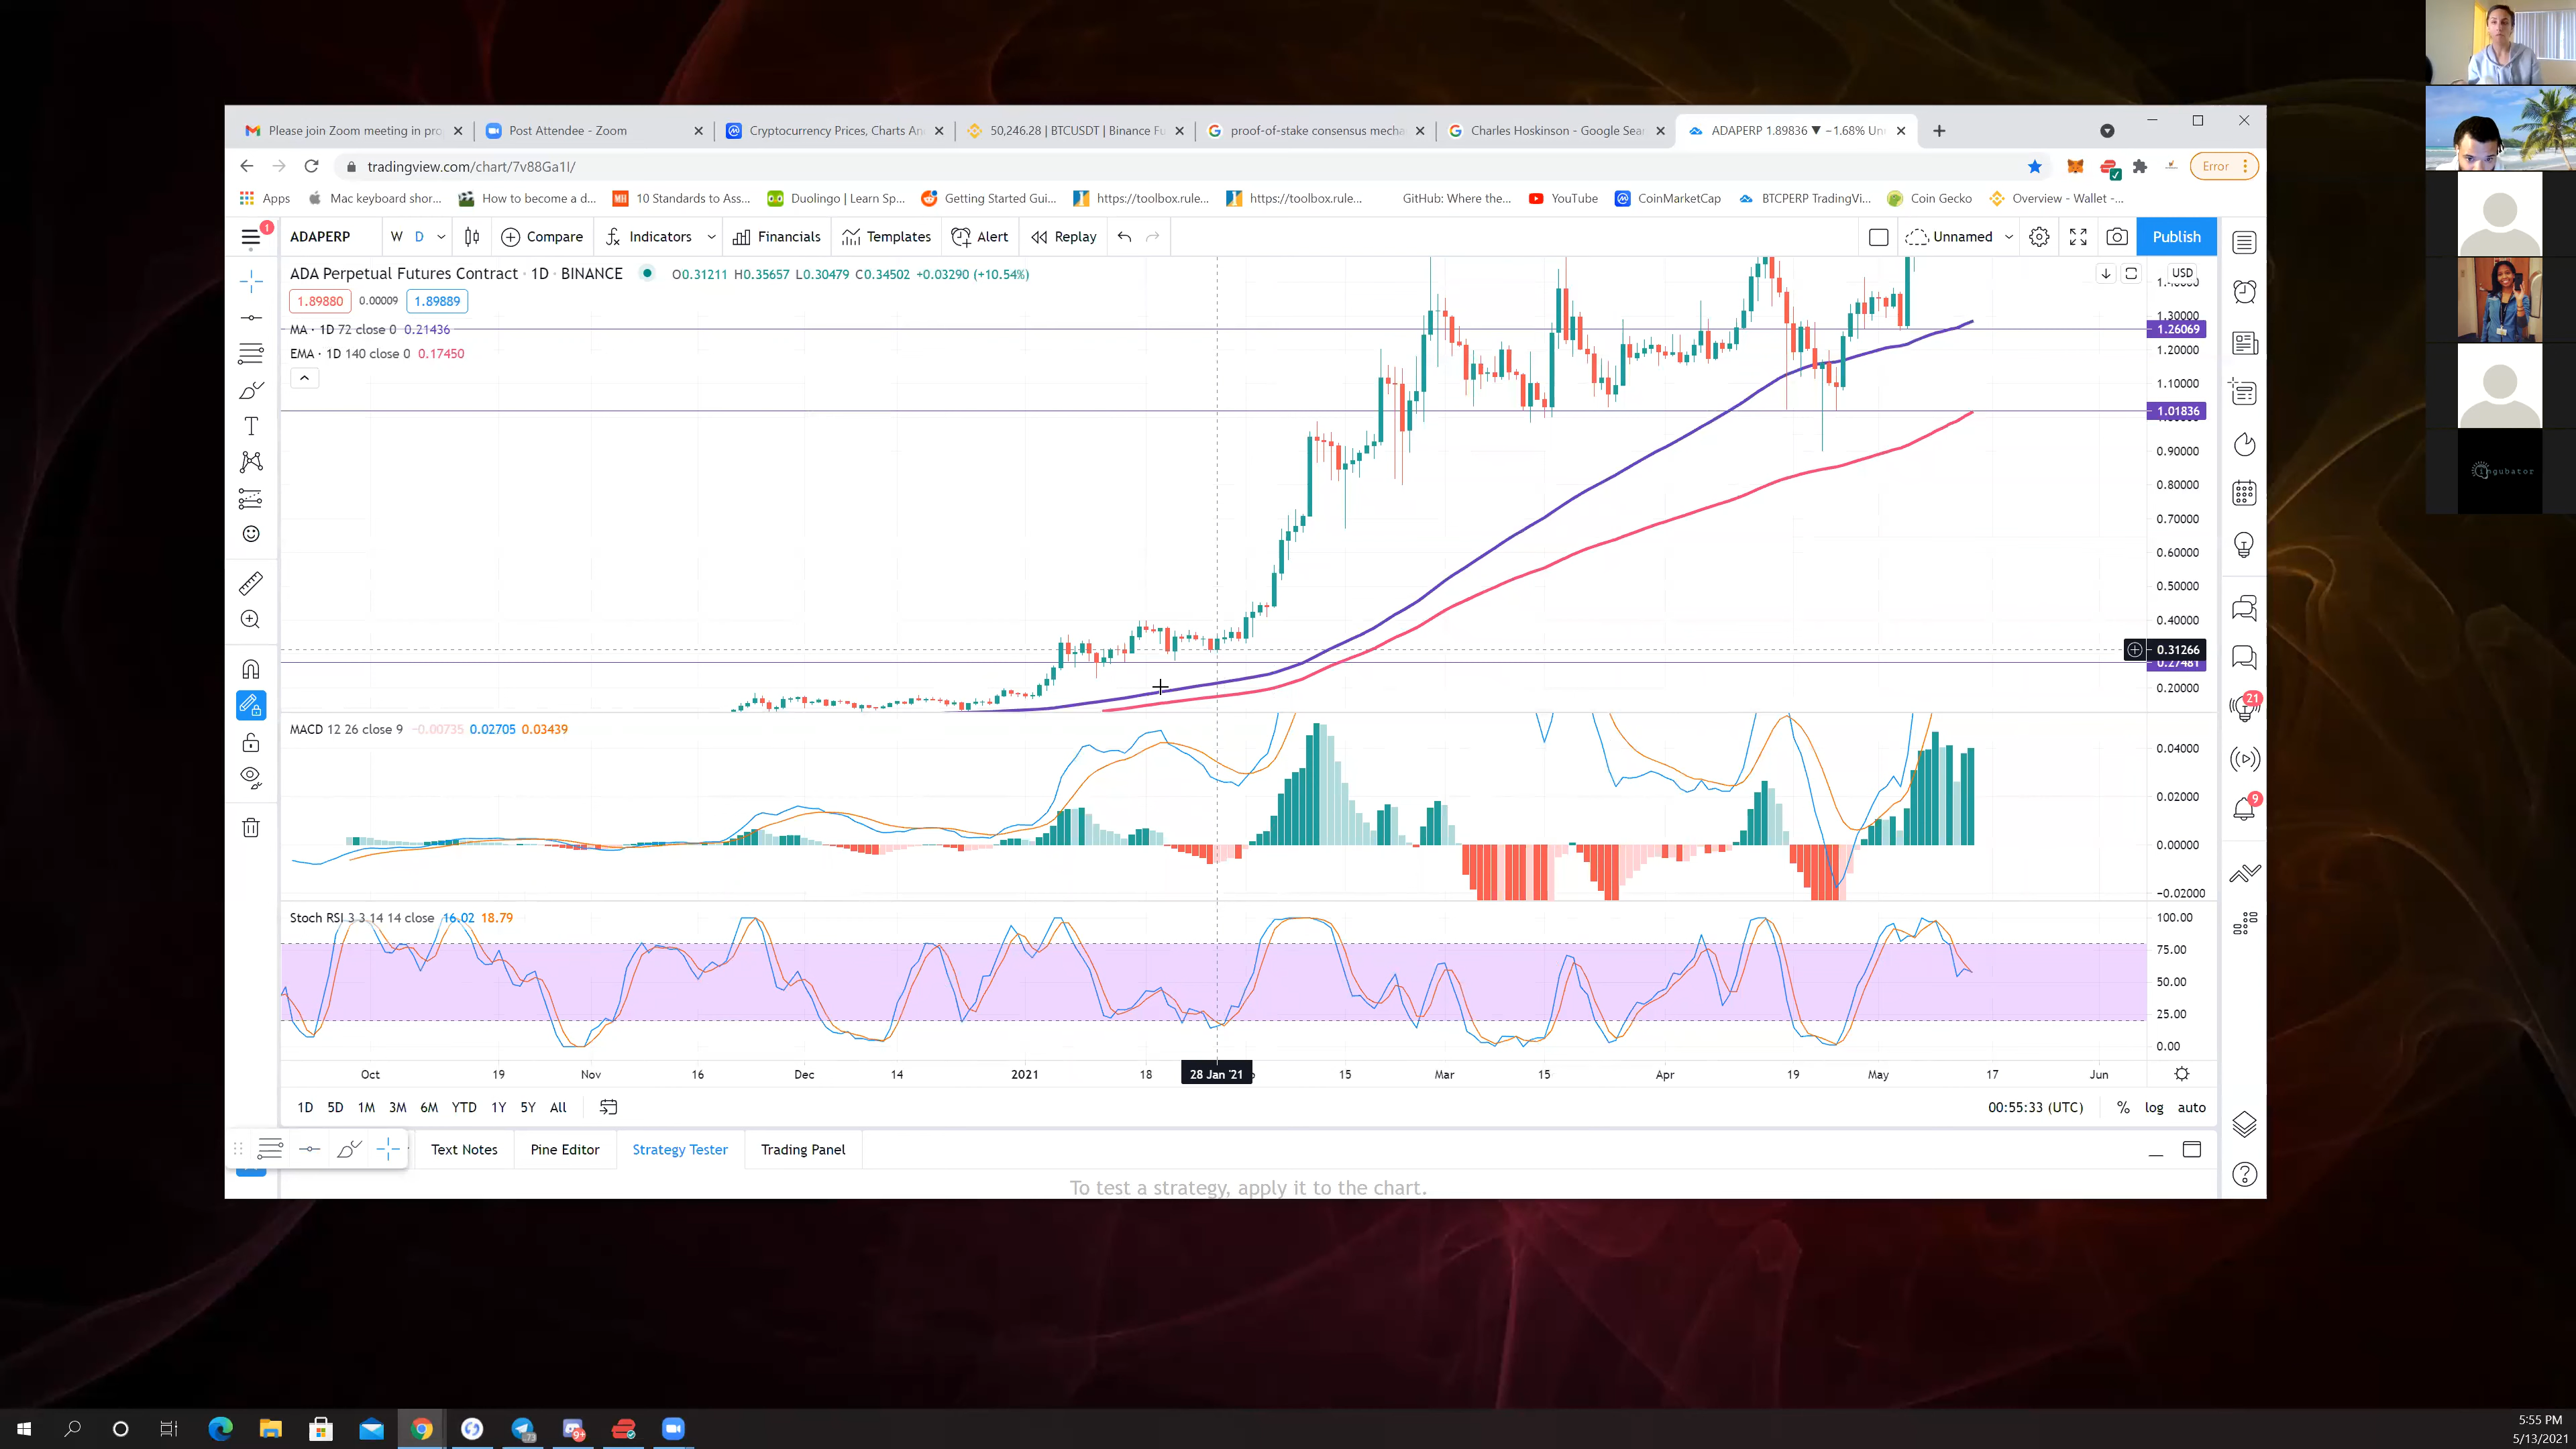 Please join Zoom meeting in pro
Post Attendee - Zoom
Cryptocurrency Prices, Charts An
50,246.28 | BTCUSDT | Binance Fu
proof-of-stake consensus mecha
Charles Hoskinson - Google Sear
ADAPERP 1.89836 ▼ −1.68% Un
tradingview.com/chart/7v88Ga1I/
Error
Apps
Mac keyboard shor...
How to become a d...
MH
10 Standards to Ass...
Duolingo | Learn Sp...
Getting Started Gui...
https://toolbox.rule...
https://toolbox.rule...
GitHub: Where the...
YouTube
CoinMarketCap
BTCPERP TradingVi...
Coin Gecko
Overview - Wallet -...
1
ADAPERP
W
D
Compare
Indicators
Financials
Templates
Alert
Replay
Unnamed
Publish
ADA Perpetual Futures Contract · 1D · BINANCE
O0.31211 H0.35657 L0.30479 C0.34502 +0.03290 (+10.54%)
USD
1.89880 0.00009 1.89889
MA · 1D 72 close 0 0.21436
EMA · 1D 140 close 0 0.17450
1.30000
1.26069
1.20000
1.10000
1.01836
0.90000
0.80000
0.70000
0.60000
0.50000
0.40000
0.31266
0.27481
0.20000
MACD 12 26 close 9 −0.00735 0.02705 0.03439
0.04000
0.02000
0.00000
−0.02000
Stoch RSI 3 3 14 14 close 16.02 18.79
100.00
75.00
50.00
25.00
0.00
Oct 19 Nov 16 Dec 14 2021 18 28 Jan '21 15 Mar 15 Apr 19 May 17 Jun
1D 5D 1M 3M 6M YTD 1Y 5Y All
00:55:33 (UTC) % log auto
Text Notes
Pine Editor
Strategy Tester
Trading Panel
To test a strategy, apply it to the chart.
21
9
ingubator
73
9+
5:55 PM
5/13/2021